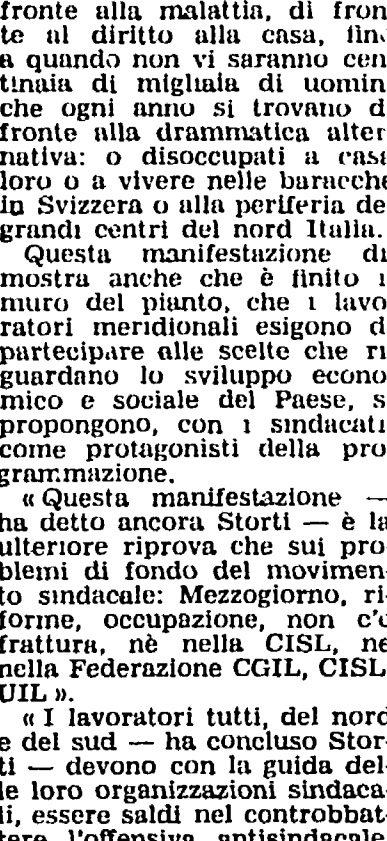 fronte alla malattia, di fron
te al diritto alla casa, fin
a quando non vi saranno cen
tinaia di migliaia di uomin
che ogni anno si trovano d
fronte alla drammatica alter
nativa: o disoccupati a cas
loro o a vivere nelle baracche
in Svizzera o alla periferia de
grandi centri del nord Italia.
Questa manifestazione di
mostra anche che è finito i
muro del pianto, che i lavo
ratori meridionali esigono d
partecipare alle scelte che ri
guardano lo sviluppo econo
mico e sociale del Paese, s
propongono, con i sindacati
come protagonisti della pro
grammazione.
« Questa manifestazione —
ha detto ancora Storti — è la
ulteriore riprova che sui pro-
blemi di fondo del movimen-
to sindacale: Mezzogiorno, ri-
forme, occupazione, non c'è
frattura, nè nella CISL, ne
nella Federazione CGIL, CISL
UIL ».
« I lavoratori tutti, del nord
e del sud — ha concluso Stor-
ti — devono con la guida del-
le loro organizzazioni sindaca-
li, essere saldi nel controbbat-
tere l'offensiva antisindacale